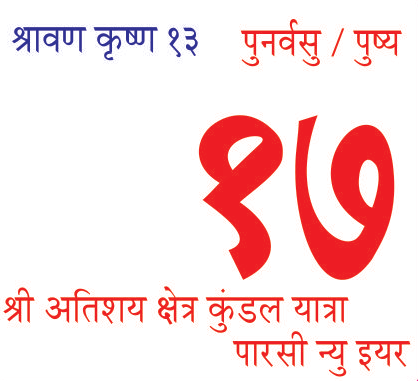 श्रावण कृष्ण १३ पुनर्वसु / पुष्य
१७
श्री अतिशय क्षेत्र कुंडल यात्रा
पारसी न्यु इयर